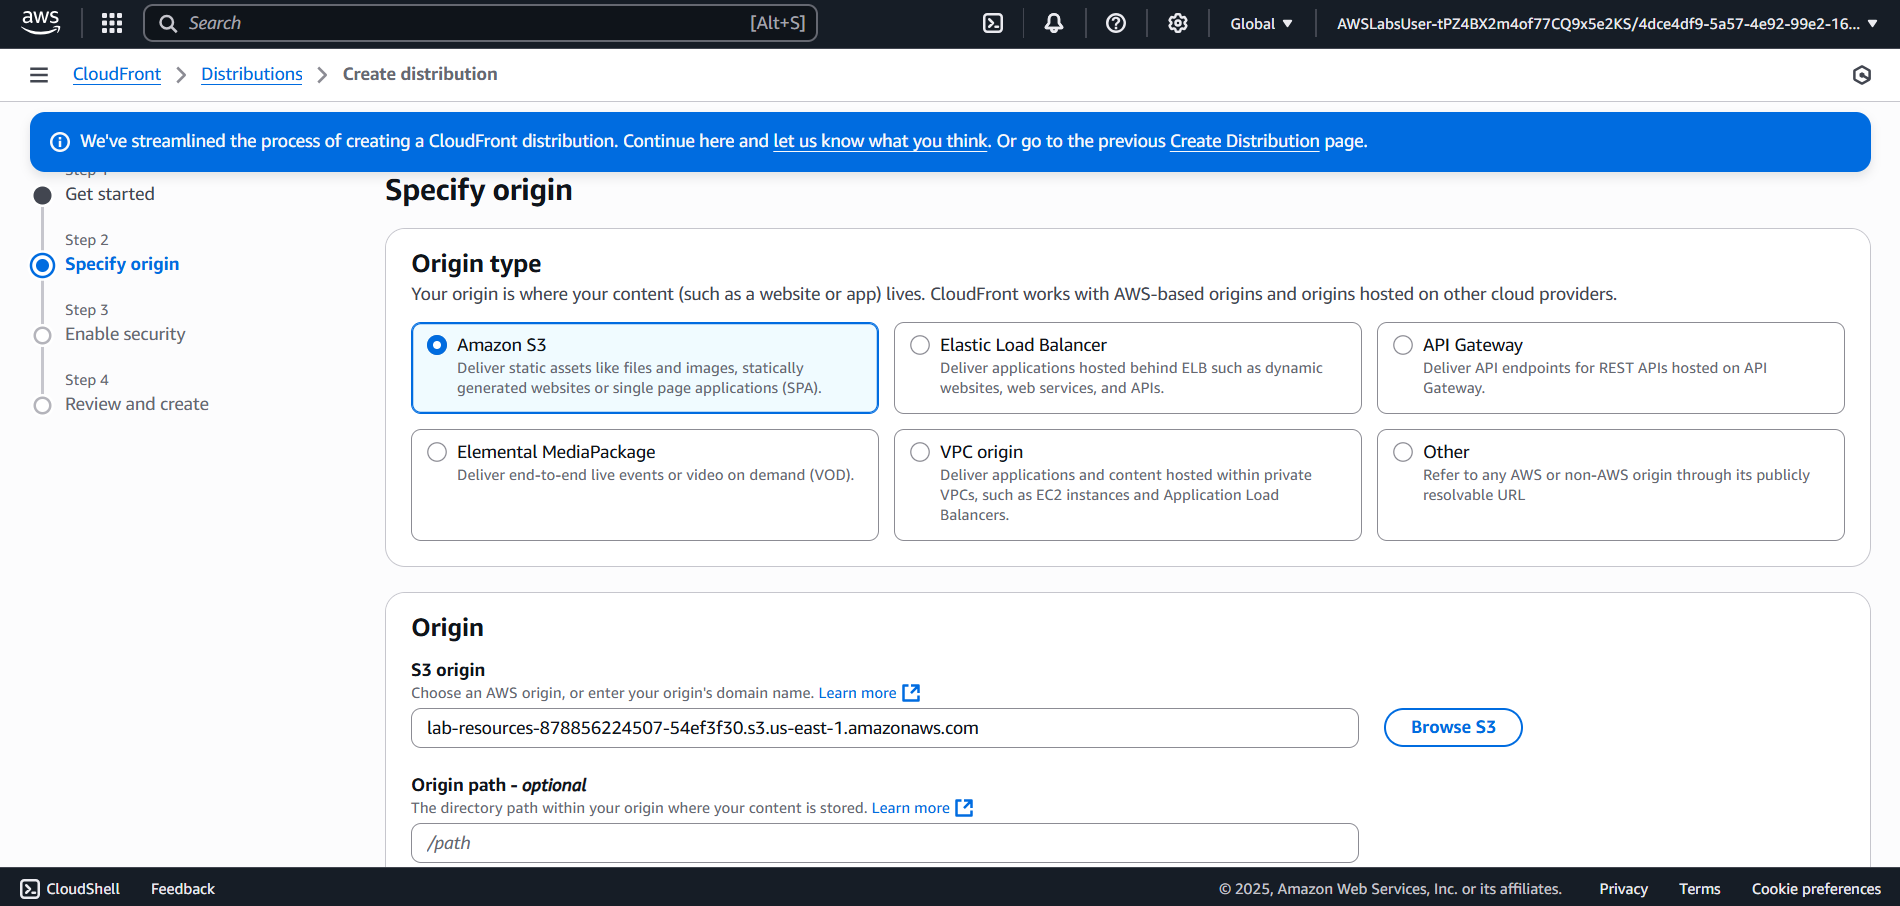 aws
Search
[Alt+S]
Global
AWSLabsUser-tPZ4BX2m4of77CQ9x5e2KS/4dce4df9-5a57-4e92-99e2-16...
CloudFront
Distributions
Create distribution
We've streamlined the process of creating a CloudFront distribution. Continue here and let us know what you think. Or go to the previous Create Distribution page.
Step 1
Get started
Step 2
Specify origin
Step 3
Enable security
Step 4
Review and create
Specify origin
Origin type
Your origin is where your content (such as a website or app) lives. CloudFront works with AWS-based origins and origins hosted on other cloud providers.
Amazon S3
Deliver static assets like files and images, statically
generated websites or single page applications (SPA).
Elastic Load Balancer
Deliver applications hosted behind ELB such as dynamic
websites, web services, and APIs.
API Gateway
Deliver API endpoints for REST APIs hosted on API
Gateway.
Elemental MediaPackage
Deliver end-to-end live events or video on demand (VOD).
VPC origin
Deliver applications and content hosted within private
VPCs, such as EC2 instances and Application Load
Balancers.
Other
Refer to any AWS or non-AWS origin through its publicly
resolvable URL
Origin
S3 origin
Choose an AWS origin, or enter your origin's domain name. Learn more
lab-resources-878856224507-54ef3f30.s3.us-east-1.amazonaws.com
Browse S3
Origin path - optional
The directory path within your origin where your content is stored. Learn more
/path
CloudShell
Feedback
© 2025, Amazon Web Services, Inc. or its affiliates.
Privacy
Terms
Cookie preferences